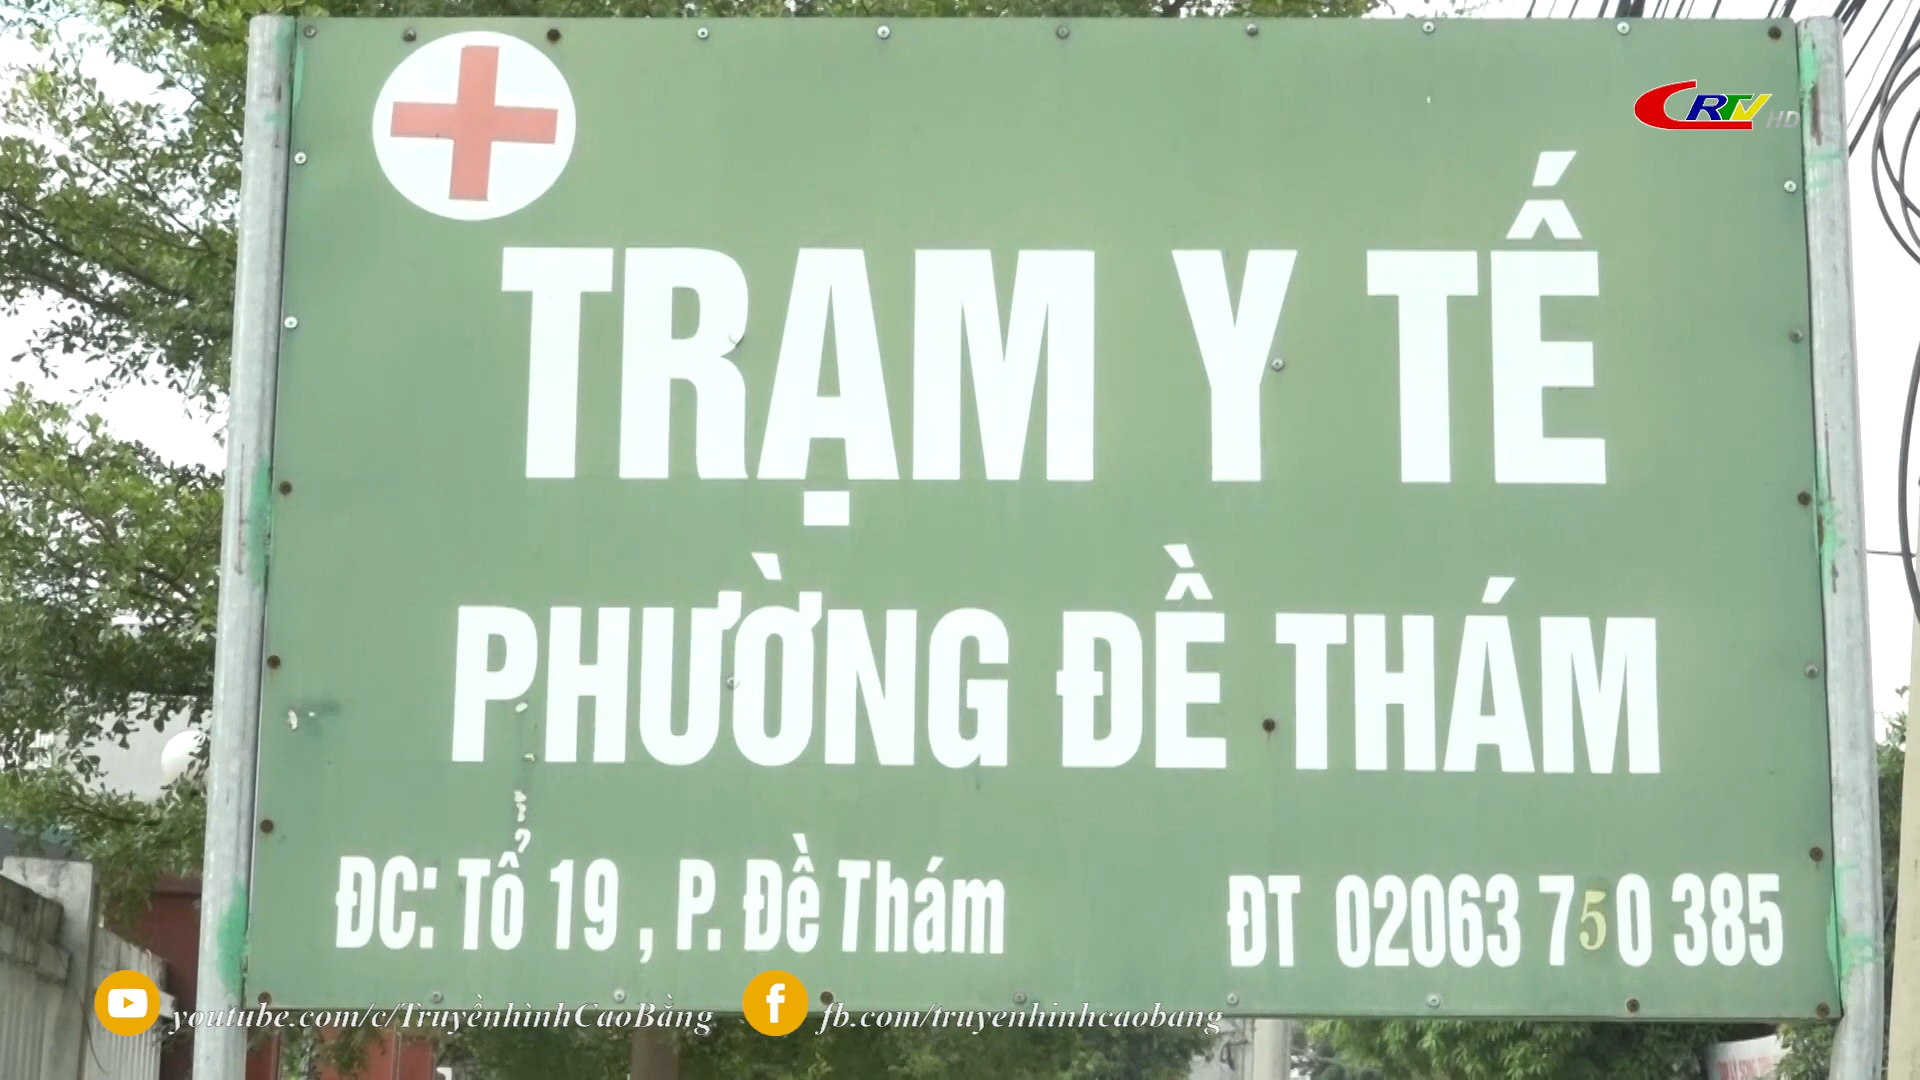 CRTV HD
TRẠM Y TẾ
PHƯỜNG ĐỀ THÁM
ĐC: Tổ 19 , P. Đề Thám ĐT 02063 750 385
youtube.com/c/TruyềnhìnhCaoBằng fb.com/truyenhinhcaobang